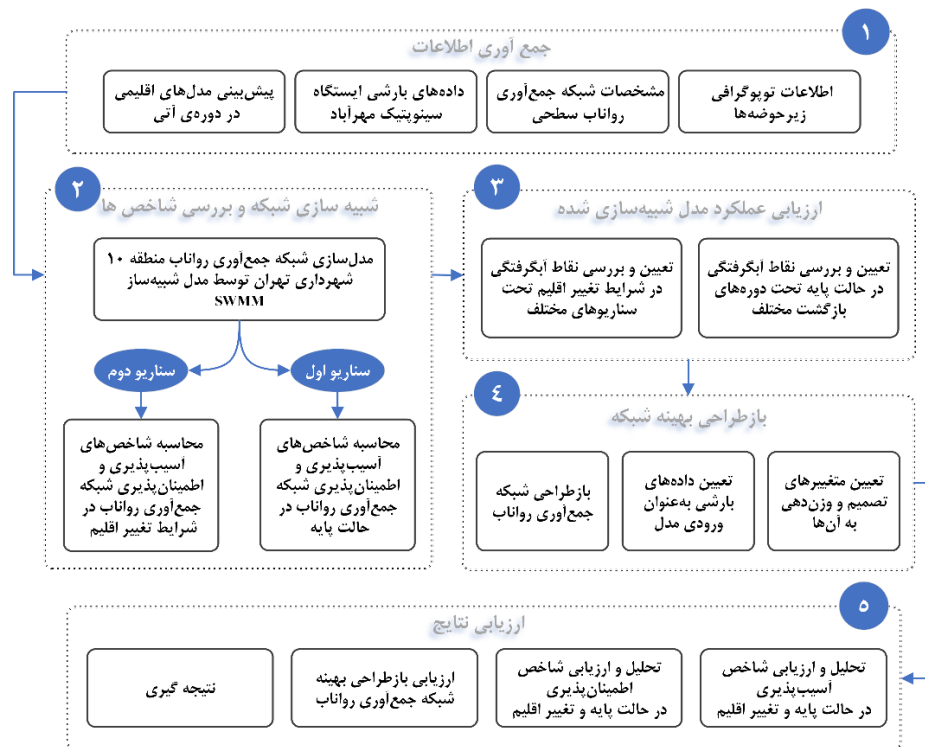 ۱
جمع آوری اطلاعات
اطلاعات توپوگرافی
زیرحوضه‌ها
مشخصات شبکه جمع‌آوری
رواناب سطحی
داده‌های بارشی ایستگاه
سینوپتیک مهرآباد
پیش‌بینی مدل‌های اقلیمی
در دوره‌ی آتی
۲
شبیه سازی شبکه و بررسی شاخص ها
مدل‌سازی شبکه جمع‌آوری رواناب منطقه ۱۰
شهرداری تهران توسط مدل شبیه‌ساز
SWMM
سناریو اول
سناریو دوم
محاسبه شاخص‌های
آسیب‌پذیری و
اطمینان‌پذیری شبکه
جمع‌آوری رواناب در
حالت پایه
محاسبه شاخص‌های
آسیب‌پذیری و
اطمینان‌پذیری شبکه
جمع‌آوری رواناب در
شرایط تغییر اقلیم
۳
ارزیابی عملکرد مدل شبیه‌سازی شده
تعیین و بررسی نقاط آبگرفتگی
در حالت پایه تحت دوره‌های
بازگشت مختلف
تعیین و بررسی نقاط آبگرفتگی
در شرایط تغییر اقلیم تحت
سناریوهای مختلف
٤
بازطراحی بهینه شبکه
تعیین متغییرهای
تصمیم و وزن‌دهی
به آن‌ها
تعیین داده‌های
بارشی به‌عنوان
ورودی مدل
بازطراحی شبکه
جمع‌آوری رواناب
٥
ارزیابی نتایج
تحلیل و ارزیابی شاخص
آسیب‌پذیری
در حالت پایه و تغییر اقلیم
تحلیل و ارزیابی شاخص
اطمینان‌پذیری
در حالت پایه و تغییر اقلیم
ارزیابی بازطراحی بهینه
شبکه جمع‌آوری رواناب
نتیجه گیری